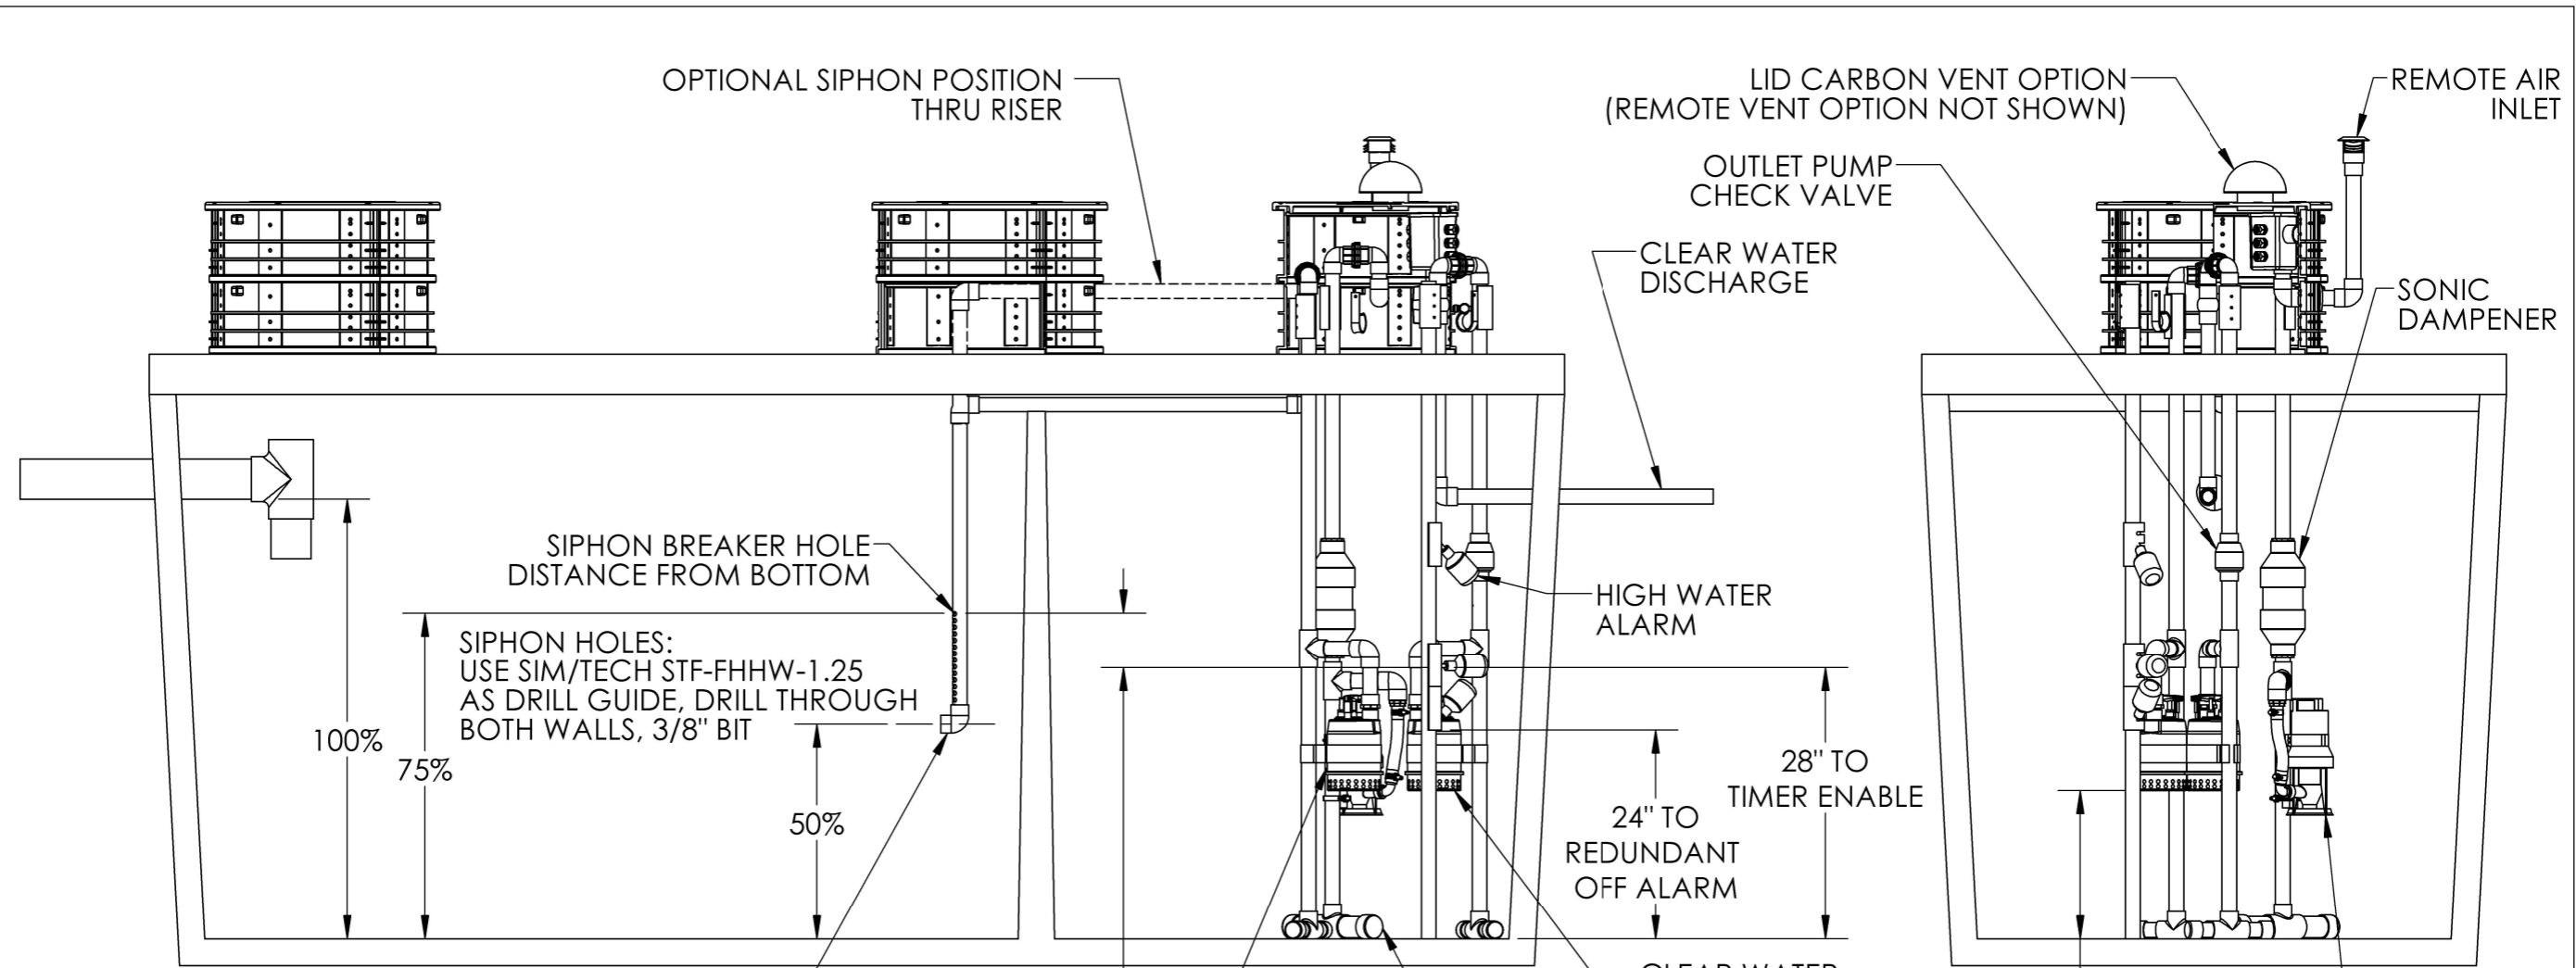 OPTIONAL SIPHON POSITION
THRU RISER
LID CARBON VENT OPTION
(REMOTE VENT OPTION NOT SHOWN)
REMOTE AIR
INLET
OUTLET PUMP
CHECK VALVE
CLEAR WATER
DISCHARGE
SONIC
DAMPENER
SIPHON BREAKER HOLE
DISTANCE FROM BOTTOM
SIPHON HOLES:
USE SIM/TECH STF-FHHW-1.25
AS DRILL GUIDE, DRILL THROUGH
BOTH WALLS, 3/8" BIT
HIGH WATER
ALARM
100%
75%
50%
28" TO
TIMER ENABLE
24" TO
REDUNDANT
OFF ALARM
CLEAR WATER